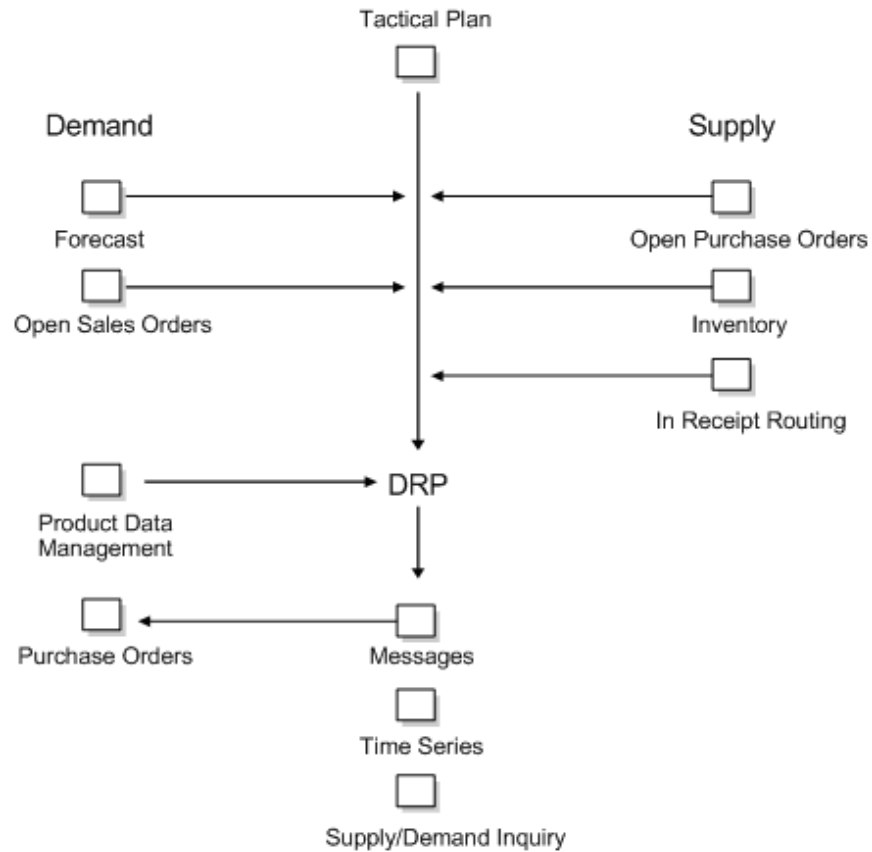 Tactical Plan
Demand
Supply
Forecast
Open Purchase Orders
Open Sales Orders
Inventory
In Receipt Routing
DRP
Product Data
Management
Purchase Orders
Messages
Time Series
Supply/Demand Inquiry